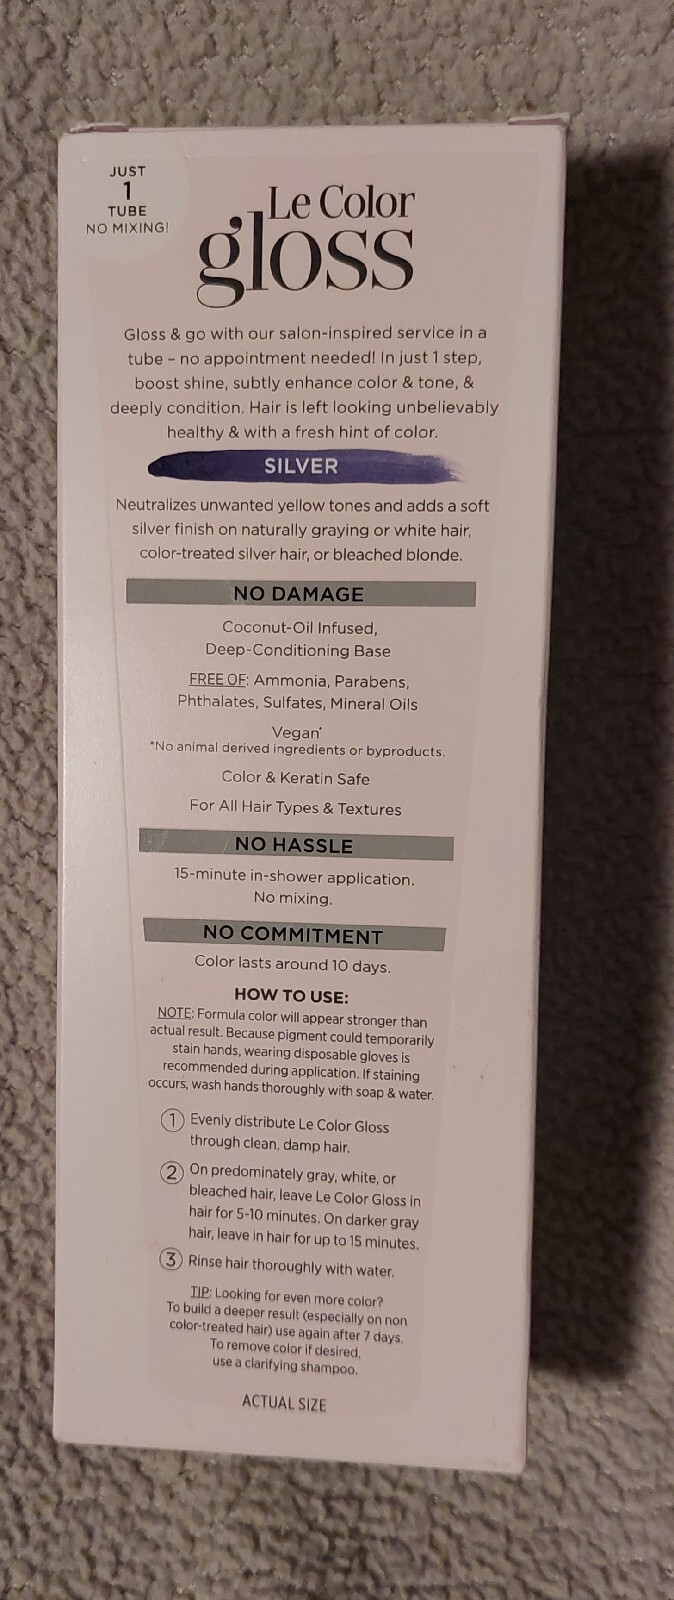 JUST
1
TUBE
NO MIXING!
Le Color
gloss
Gloss & go with our salon-inspired service in a
tube – no appointment needed! In just 1 step,
boost shine, subtly enhance color & tone, &
deeply condition. Hair is left looking unbelievably
healthy & with a fresh hint of color.
SILVER
Neutralizes unwanted yellow tones and adds a soft
silver finish on naturally graying or white hair,
color-treated silver hair, or bleached blonde.
NO DAMAGE
Coconut-Oil Infused,
Deep-Conditioning Base
FREE OF: Ammonia, Parabens,
Phthalates, Sulfates, Mineral Oils
Vegan*
*No animal derived ingredients or byproducts.
Color & Keratin Safe
For All Hair Types & Textures
NO HASSLE
15-minute in-shower application.
No mixing.
NO COMMITMENT
Color lasts around 10 days.
HOW TO USE:
NOTE: Formula color will appear stronger than
actual result. Because pigment could temporarily
stain hands, wearing disposable gloves is
recommended during application. If staining
occurs, wash hands thoroughly with soap & water.
1 Evenly distribute Le Color Gloss
through clean, damp hair.
2 On predominately gray, white, or
bleached hair, leave Le Color Gloss in
hair for 5-10 minutes. On darker gray
hair, leave in hair for up to 15 minutes.
3 Rinse hair thoroughly with water.
TIP: Looking for even more color?
To build a deeper result (especially on non
color-treated hair) use again after 7 days.
To remove color if desired,
use a clarifying shampoo.
ACTUAL SIZE